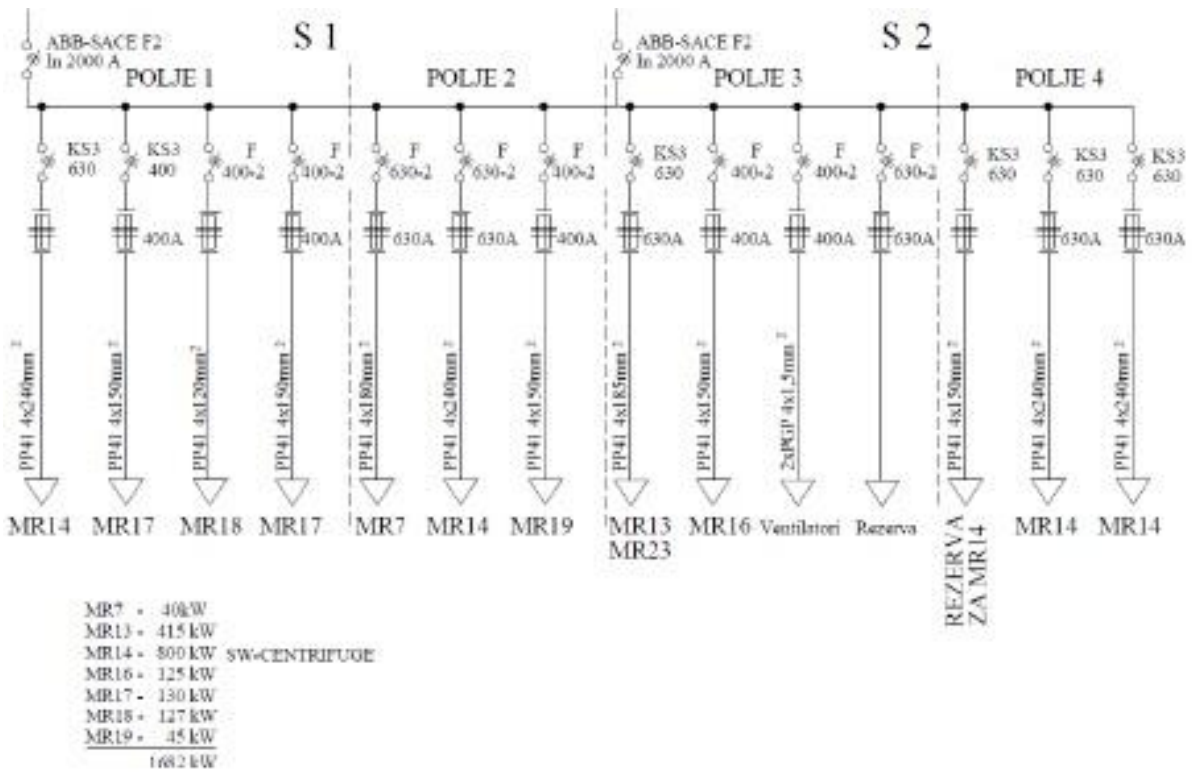 S 1
S 2
ABB-SACE F2
In 2000 A
ABB-SACE F2
In 2000 A
POLJE 1
POLJE 2
POLJE 3
POLJE 4
KS3
630
KS3
400
F
400-2
F
400-2
F
630-2
F
630-2
F
400-2
KS3
630
F
400-2
F
400-2
F
630-2
KS3
630
KS3
630
KS3
630
400A
400A
630A
630A
400A
630A
400A
400A
630A
630A
630A
PP41 4x240mm²
PP41 4x150mm²
PP41 4x120mm²
PP41 4x150mm²
PP41 4x180mm²
PP41 4x240mm²
PP41 4x150mm²
PP41 4x185mm²
PP41 4x150mm²
2xPGP 4x1,5mm²
PP41 4x150mm²
PP41 4x240mm²
PP41 4x240mm²
MR14
MR17
MR18
MR17
MR7
MR14
MR19
MR13
MR23
MR16
Ventilatori
Rezerva
REZERVA
ZA MR14
MR14
MR14
MR7 - 40kW
MR13 - 415 kW
MR14 - 800 kW SW-CENTRIFUGE
MR16 - 125 kW
MR17 - 130 kW
MR18 - 127 kW
MR19 - 45 kW
1682 kW